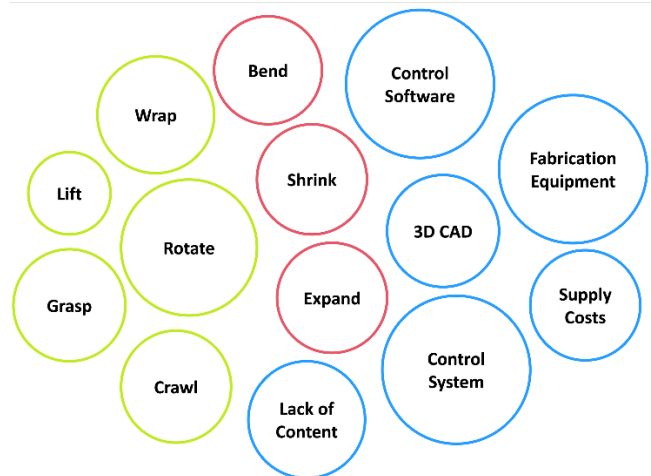 Bend
Control
Software
Wrap
Fabrication
Equipment
Shrink
Lift
3D CAD
Rotate
Expand
Supply
Costs
Grasp
Control
System
Crawl
Lack of
Content